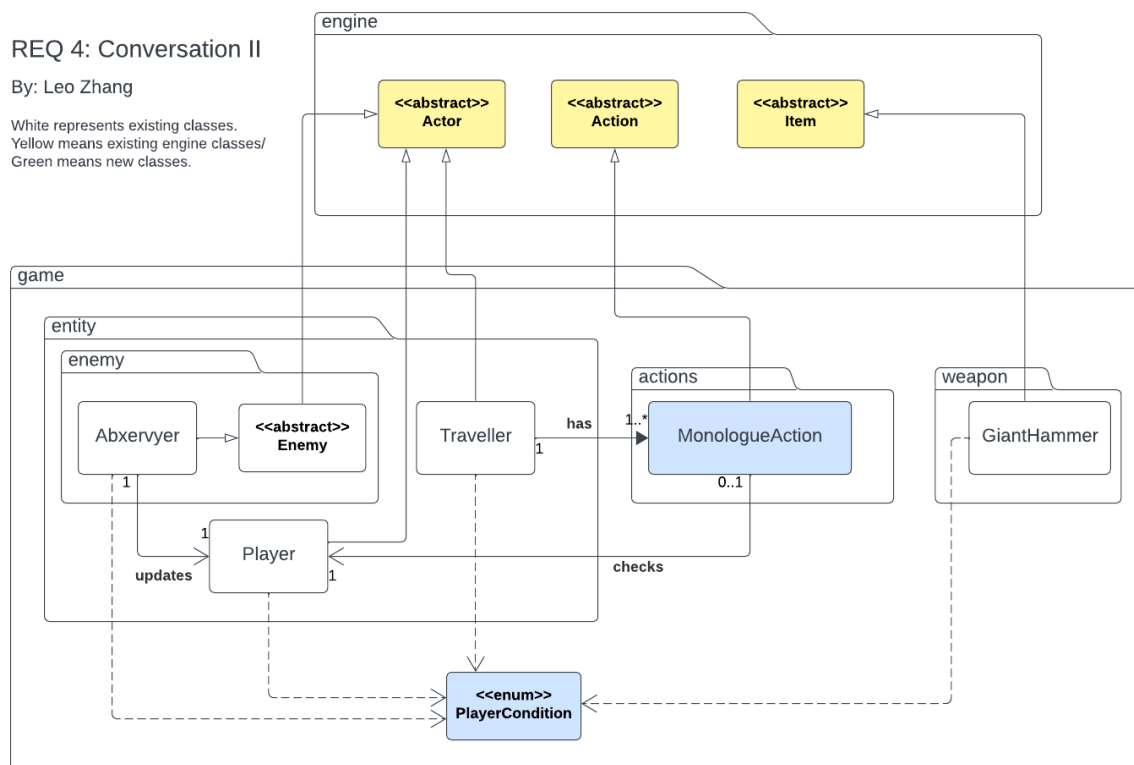 engine
REQ 4: Conversation II
By: Leo Zhang
White represents existing classes.
Yellow means existing engine classes/
Green means new classes.
<<abstract>>
Actor
<<abstract>>
Action
<<abstract>>
Item
game
entity
enemy
actions
weapon
Abxervyer
<<abstract>>
Enemy
Traveller
has
1..*
1
MonologueAction
GiantHammer
1
0..1
1
Player
1
updates
checks
<<enum>>
PlayerCondition